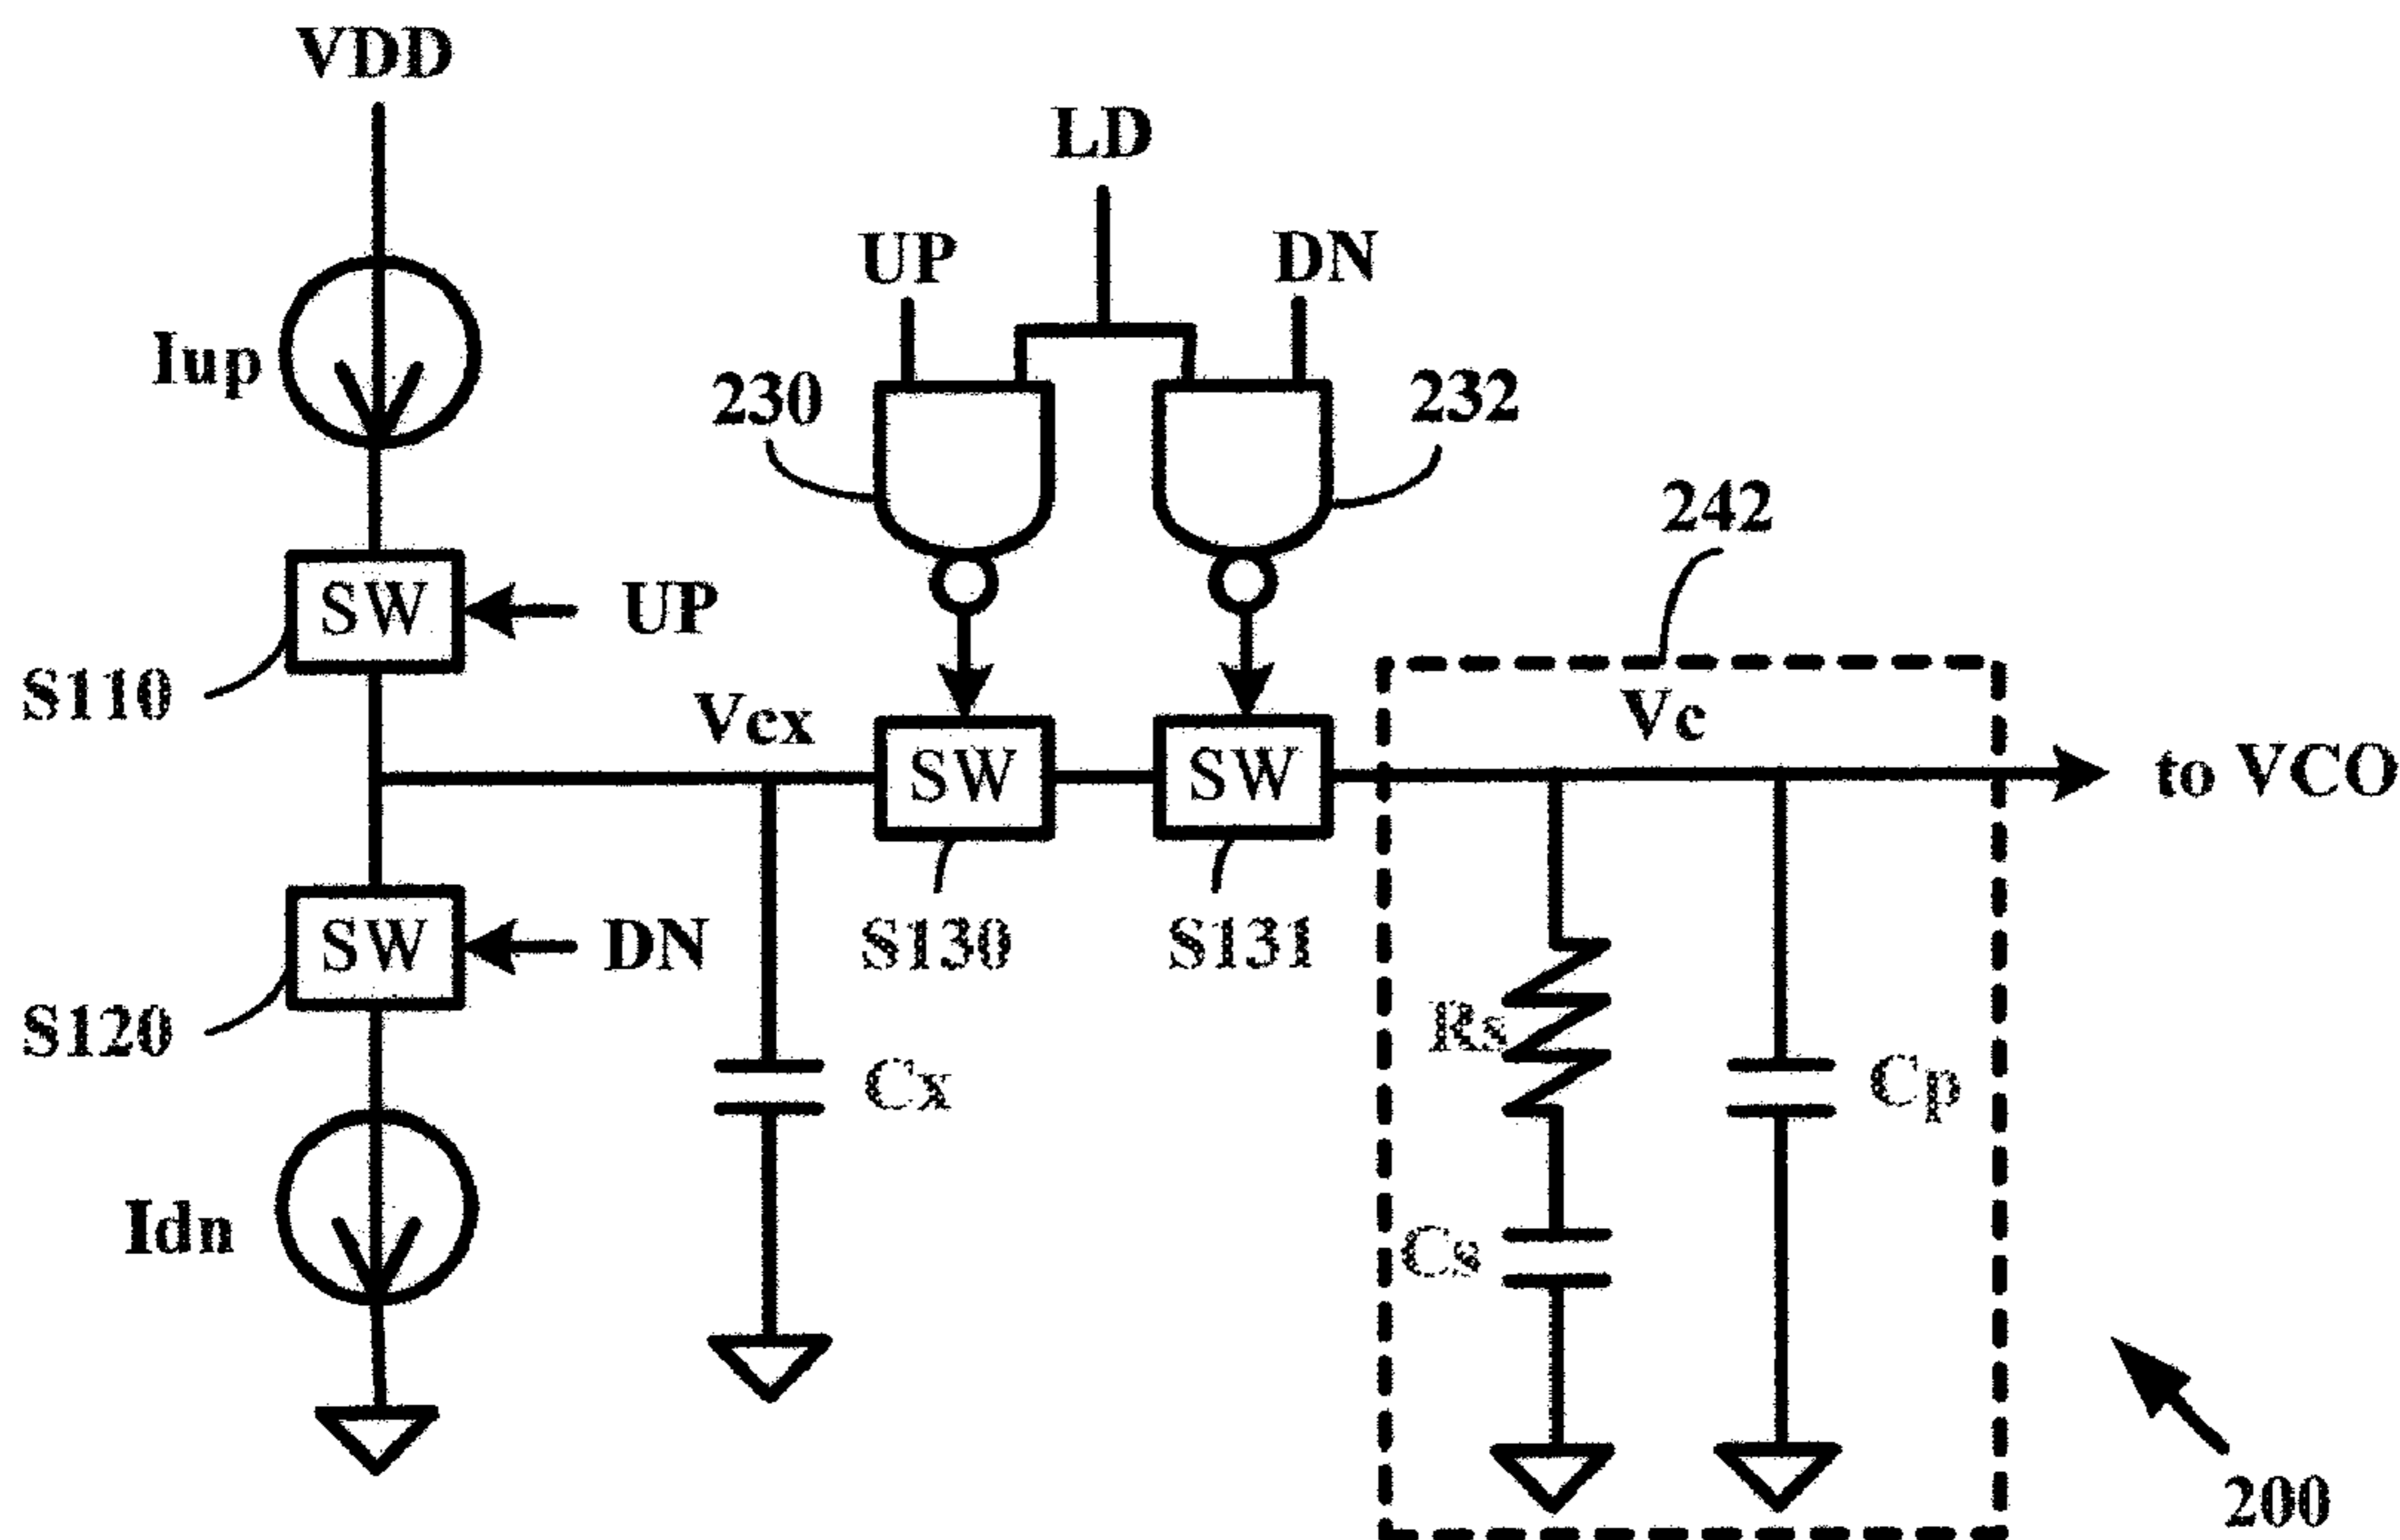 VDD
LD
UP
DN
Iup
230
232
242
SW
UP
S110
Vcx
SW
SW
Vc
to VCO
SW
DN
S130
S131
S120
Rs
Cx
Cp
Idn
Cs
200